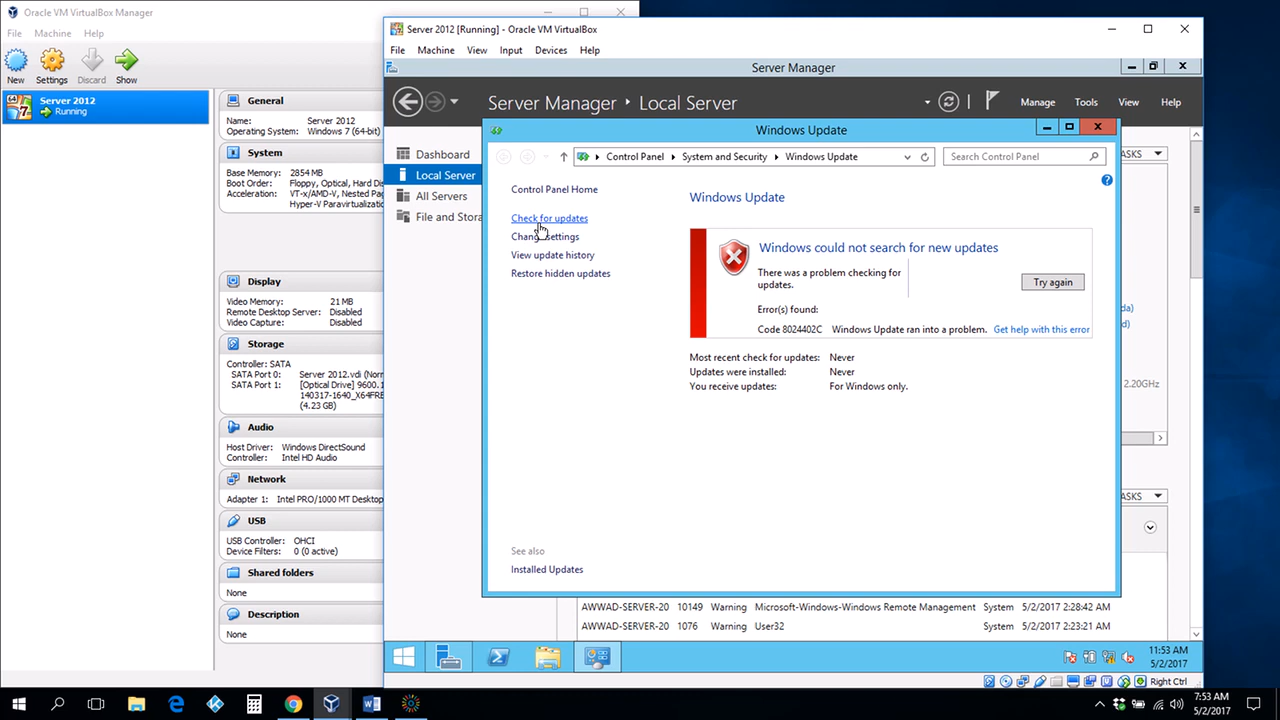 Oracle VM VirtualBox Manager
File Machine Help
New Settings Discard Show
Server 2012
Running
General
Name: Server 2012
Operating System: Windows 7 (64-bit)
System
Base Memory: 2854 MB
Boot Order: Floppy, Optical, Hard
Acceleration: VT-x/AMD-V, Nested
Hyper-V Paravirtualiz
Display
Video Memory: 21 MB
Remote Desktop Server: Disabled
Video Capture: Disabled
Storage
Controller: SATA
SATA Port 0: Server 2012.vdi (Nor
SATA Port 1: [Optical Drive] 9600.1
140317-1640_X64FRE
(4.23 GB)
Audio
Host Driver: Windows DirectSound
Controller: Intel HD Audio
Network
Adapter 1: Intel PRO/1000 MT Desktop
USB
USB Controller: OHCI
Device Filters: 0 (0 active)
Shared folders
None
Description
None
Server 2012 [Running] - Oracle VM VirtualBox
File Machine View Input Devices Help
Server Manager
Server Manager Local Server
Manage Tools View Help
Dashboard
Local Server
All Servers
File and Stora
ASKS
da)
d)
2.20GHz
ASKS
Windows Update
Control Panel System and Security Windows Update
Search Control Panel
Control Panel Home
Check for updates
Change settings
View update history
Restore hidden updates
See also
Installed Updates
Windows Update
Windows could not search for new updates
There was a problem checking for
updates.
Try again
Error(s) found:
Code 8024402C Windows Update ran into a problem. Get help with this error
Most recent check for updates: Never
Updates were installed: Never
You receive updates: For Windows only.
AWWAD-SERVER-20 10149 Warning Microsoft-Windows-Windows Remote Management System 5/2/2017 2:28:42 AM
AWWAD-SERVER-20 1076 Warning User32 System 5/2/2017 2:23:21 AM
11:53 AM
5/2/2017
Right Ctrl
7:53 AM
5/2/2017